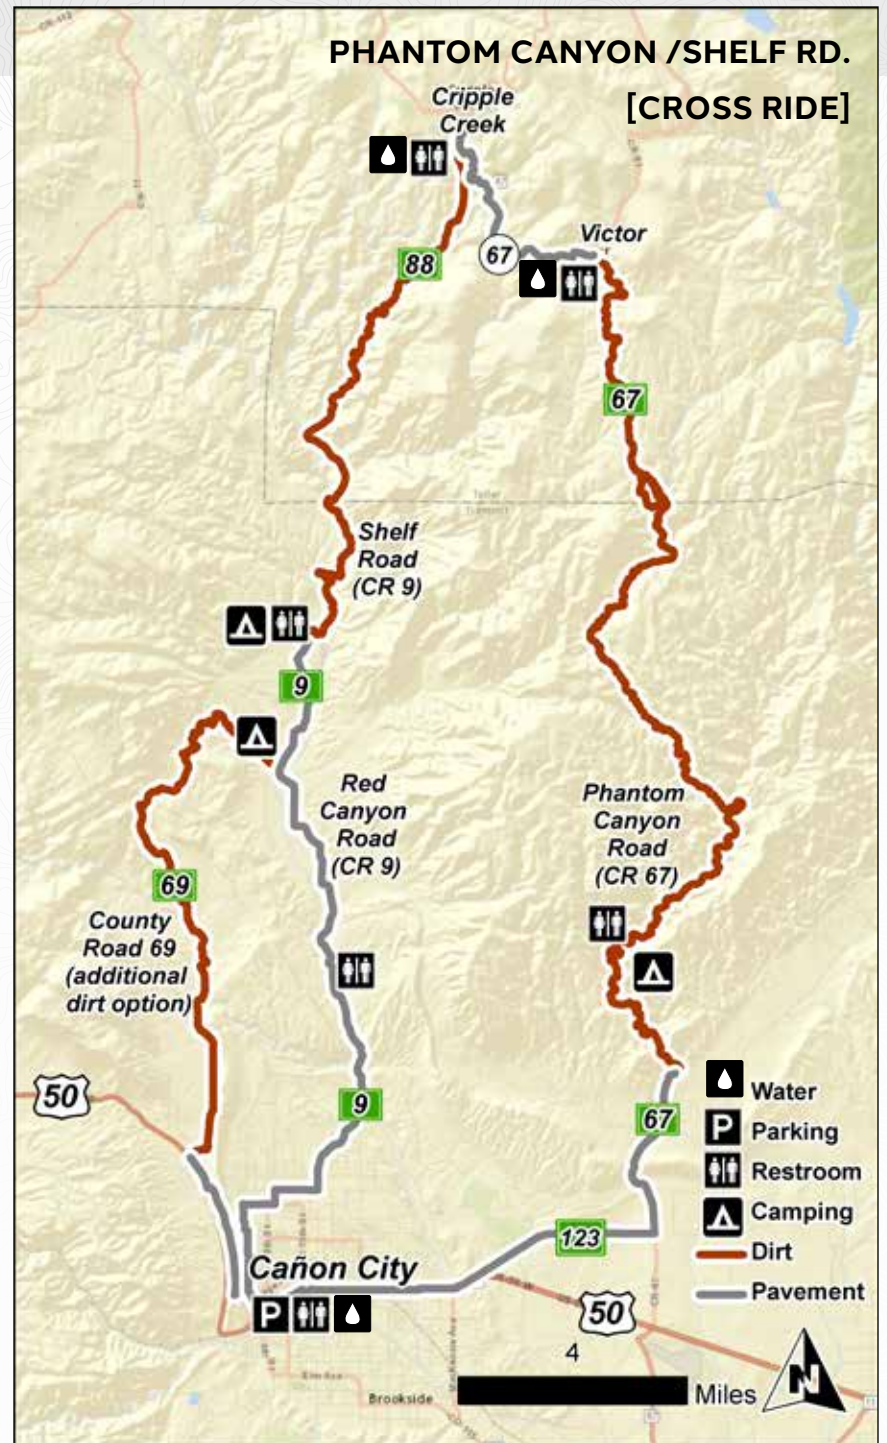 PHANTOM CANYON /SHELF RD.
[CROSS RIDE]
Cripple
Creek
67
Victor
88
67
Teller
Fremont
Shelf
Road
(CR 9)
9
Red
Canyon
Road
(CR 9)
Phantom
Canyon
Road
(CR 67)
69
County
Road 69
(additional
dirt option)
50
9
67
Water
P Parking
Restroom
Camping
Dirt
Pavement
123
Cañon City
P
50
4
Miles
N
Brookside